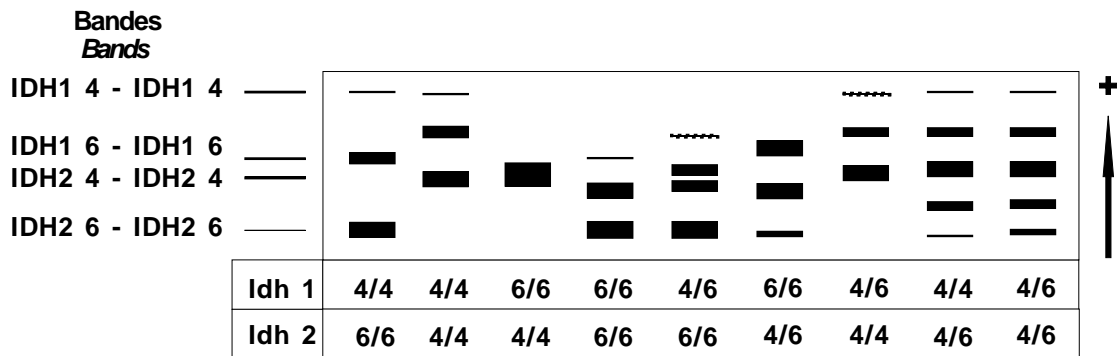 Bandes
Bands
IDH1 4 - IDH1 4
+
IDH1 6 - IDH1 6
IDH2 4 - IDH2 4
IDH2 6 - IDH2 6
Idh 1 4/4 4/4 6/6 6/6 4/6 6/6 4/6 4/4 4/6
Idh 2 6/6 4/4 4/4 6/6 6/6 4/6 4/4 4/6 4/6